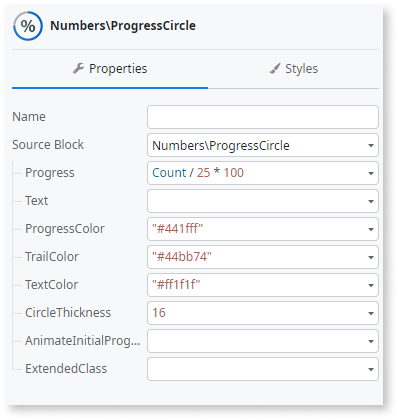 % Numbers\ProgressCircle
Properties Styles
Name
Source Block Numbers\ProgressCircle
Progress Count / 25 * 100
Text
ProgressColor "#441fff"
TrailColor "#44bb74"
TextColor "#ff1f1f"
CircleThickness 16
AnimateInitialProg...
ExtendedClass